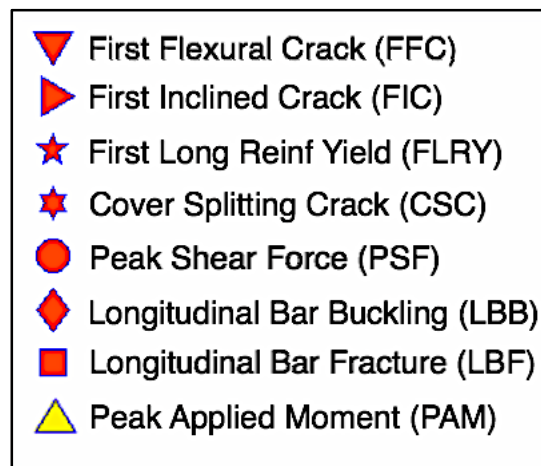 First Flexural Crack (FFC)
First Inclined Crack (FIC)
First Long Reinf Yield (FLRY)
Cover Splitting Crack (CSC)
Peak Shear Force (PSF)
Longitudinal Bar Buckling (LBB)
Longitudinal Bar Fracture (LBF)
Peak Applied Moment (PAM)